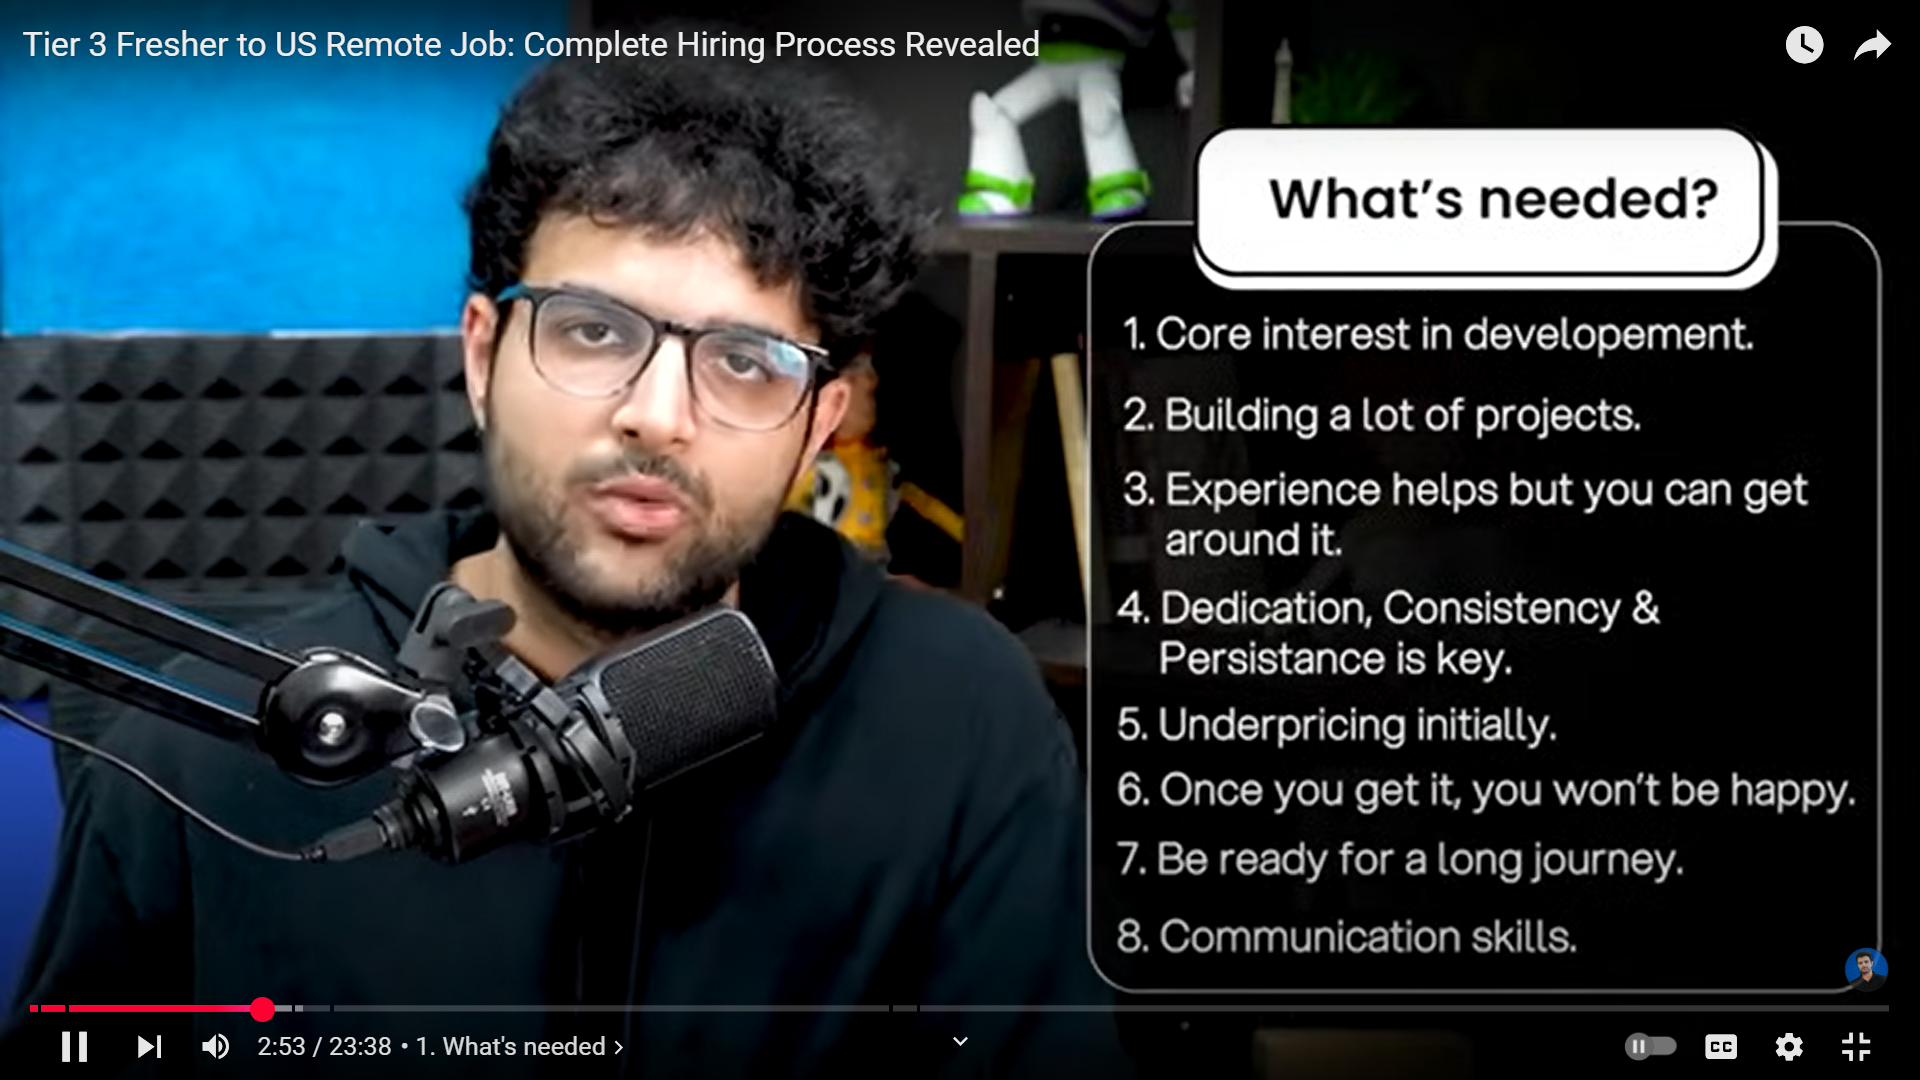 Tier 3 Fresher to US Remote Job: Complete Hiring Process Revealed
What's needed?
1. Core interest in developement.
2. Building a lot of projects.
3. Experience helps but you can get
around it.
4. Dedication, Consistency &
Persistance is key.
5. Underpricing initially.
6. Once you get it, you won't be happy.
7. Be ready for a long journey.
8. Communication skills.
2:53 / 23:38 • 1. What's needed >
CC